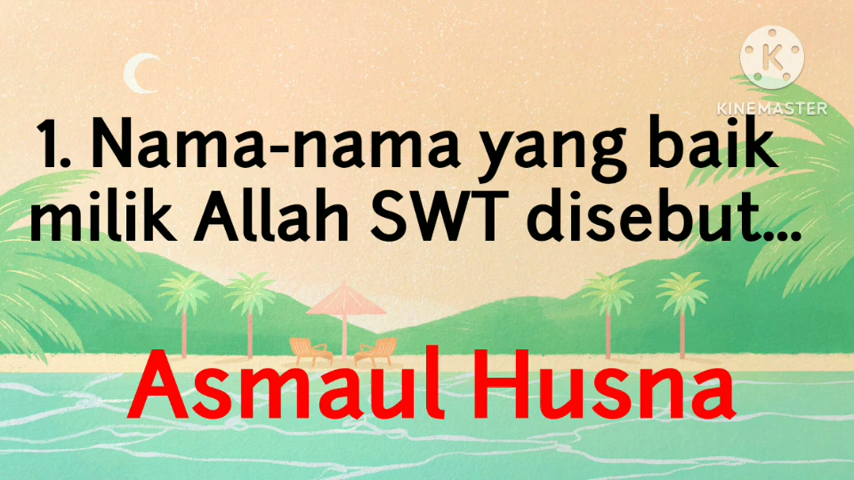 KINEMASTER
1. Nama-nama yang baik
milik Allah SWT disebut...
Asmaul Husna